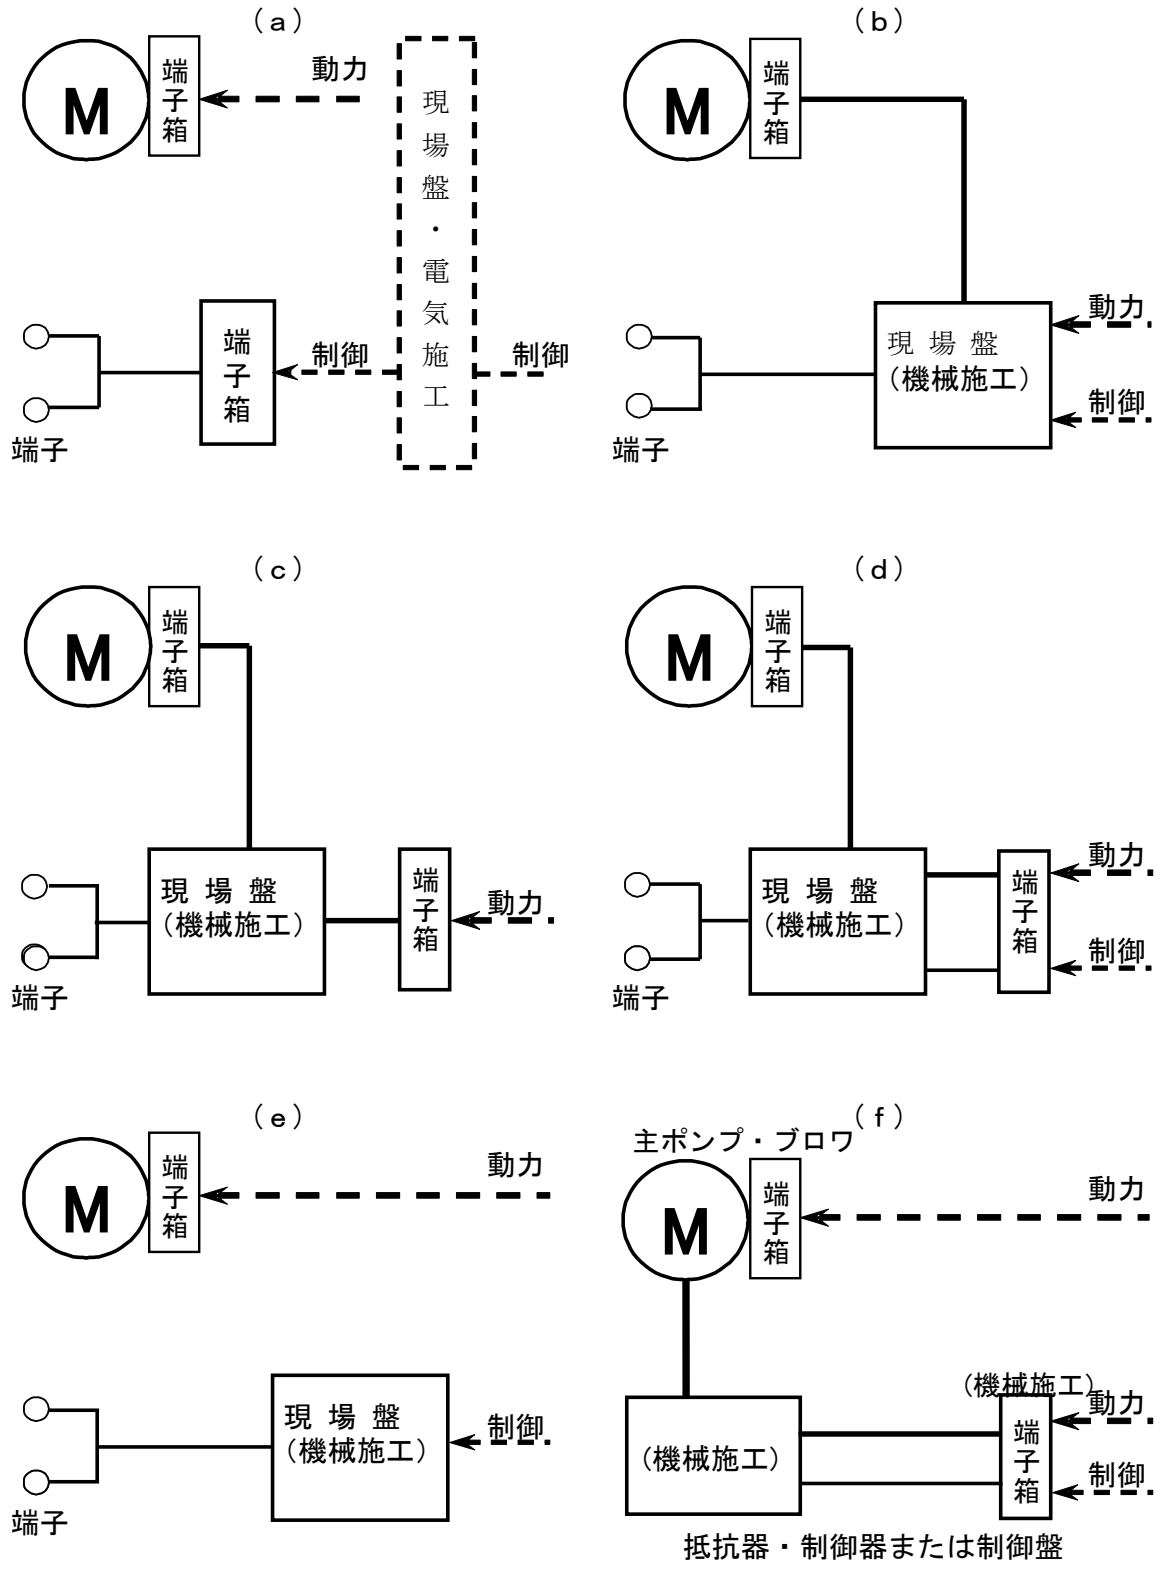 （a）
M
端子箱
動力
現場盤・電気施工
端子箱
制御
制御
端子
（b）
M
端子箱
動力
現場盤
（機械施工）
制御
端子
（c）
M
端子箱
現場盤
（機械施工）
端子箱
動力
端子
（d）
M
端子箱
現場盤
（機械施工）
端子箱
動力
制御
端子
（e）
M
端子箱
動力
現場盤
（機械施工）
制御
端子
（f）
主ポンプ・ブロワ
M
端子箱
動力
（機械施工）
（機械施工）
端子箱
動力
制御
抵抗器・制御器または制御盤